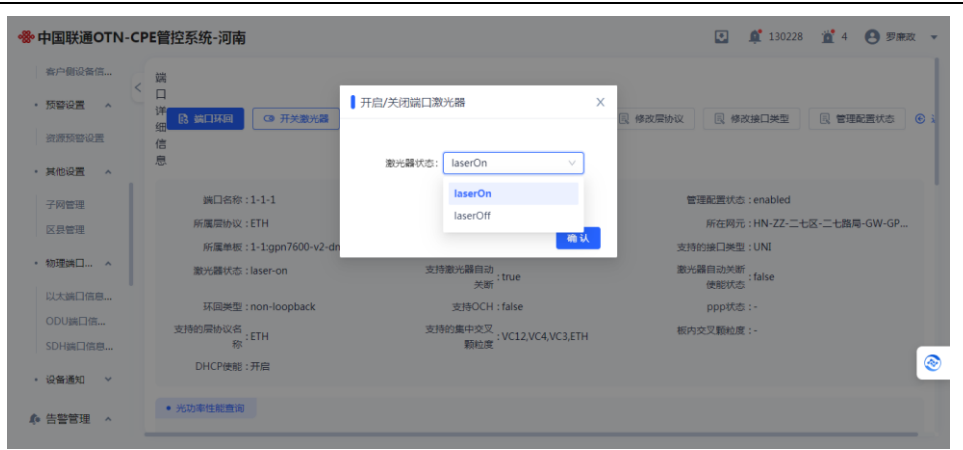 中国联通OTN-CPE管控系统-河南
130228
4
罗廉政
客户侧设备信...
预警设置
资源预警设置
其他设置
子网管理
区县管理
物理端口...
以太端口信息...
ODU端口信...
SDH端口信息...
设备通知
告警管理
端口详细信息
端口环回
开关激光器
修改层协议
修改接口类型
管理配置状态
开启/关闭端口激光器
X
激光器状态: laserOn
laserOn
laserOff
确认
端口名称 : 1-1-1
管理配置状态 : enabled
所属层协议 : ETH
所在网元 : HN-ZZ-二七区-二七路局-GW-GP...
所属单板 : 1-1:gpn7600-v2-dn
支持的接口类型 : UNI
激光器状态 : laser-on
支持激光器自动关断 : true
激光器自动关断使能状态 : false
环回类型 : non-loopback
支持OCH : false
ppp状态 : -
支持的层协议名称 : ETH
支持的集中交叉颗粒度 : VC12,VC4,VC3,ETH
板内交叉颗粒度 : -
DHCP使能 : 开启
光功率性能查询